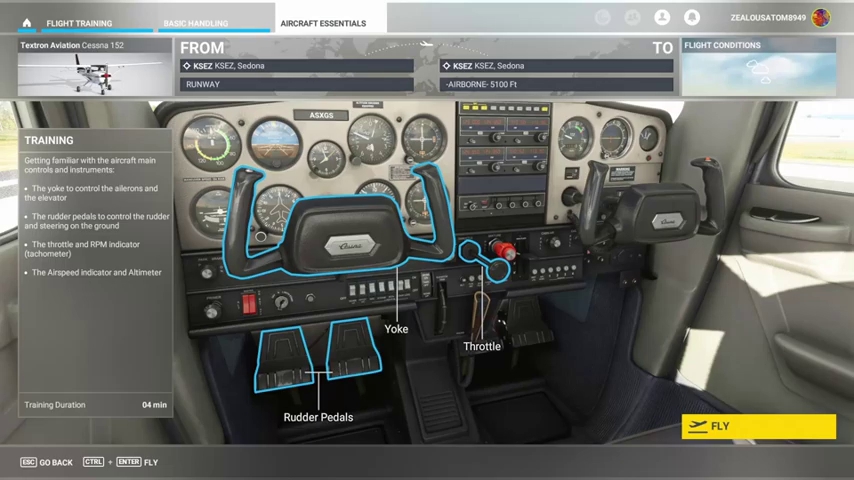 FLIGHT TRAINING
BASIC HANDLING
AIRCRAFT ESSENTIALS
ZEALOUSATOM8949
Textron Aviation Cessna 152
FROM
KSEZ KSEZ, Sedona
RUNWAY
TO
KSEZ KSEZ, Sedona
-AIRBORNE- 5100 Ft
FLIGHT CONDITIONS
ASXGS
TRAINING
Getting familiar with the aircraft main
controls and instruments:
• The yoke to control the ailerons and
the elevator
• The rudder pedals to control the rudder
and steering on the ground
• The throttle and RPM indicator
(tachometer)
• The Airspeed indicator and Altimeter
Training Duration 04 min
Cessna
Cessna
Yoke
Throttle
Rudder Pedals
FLY
ESC GO BACK CTRL + ENTER FLY